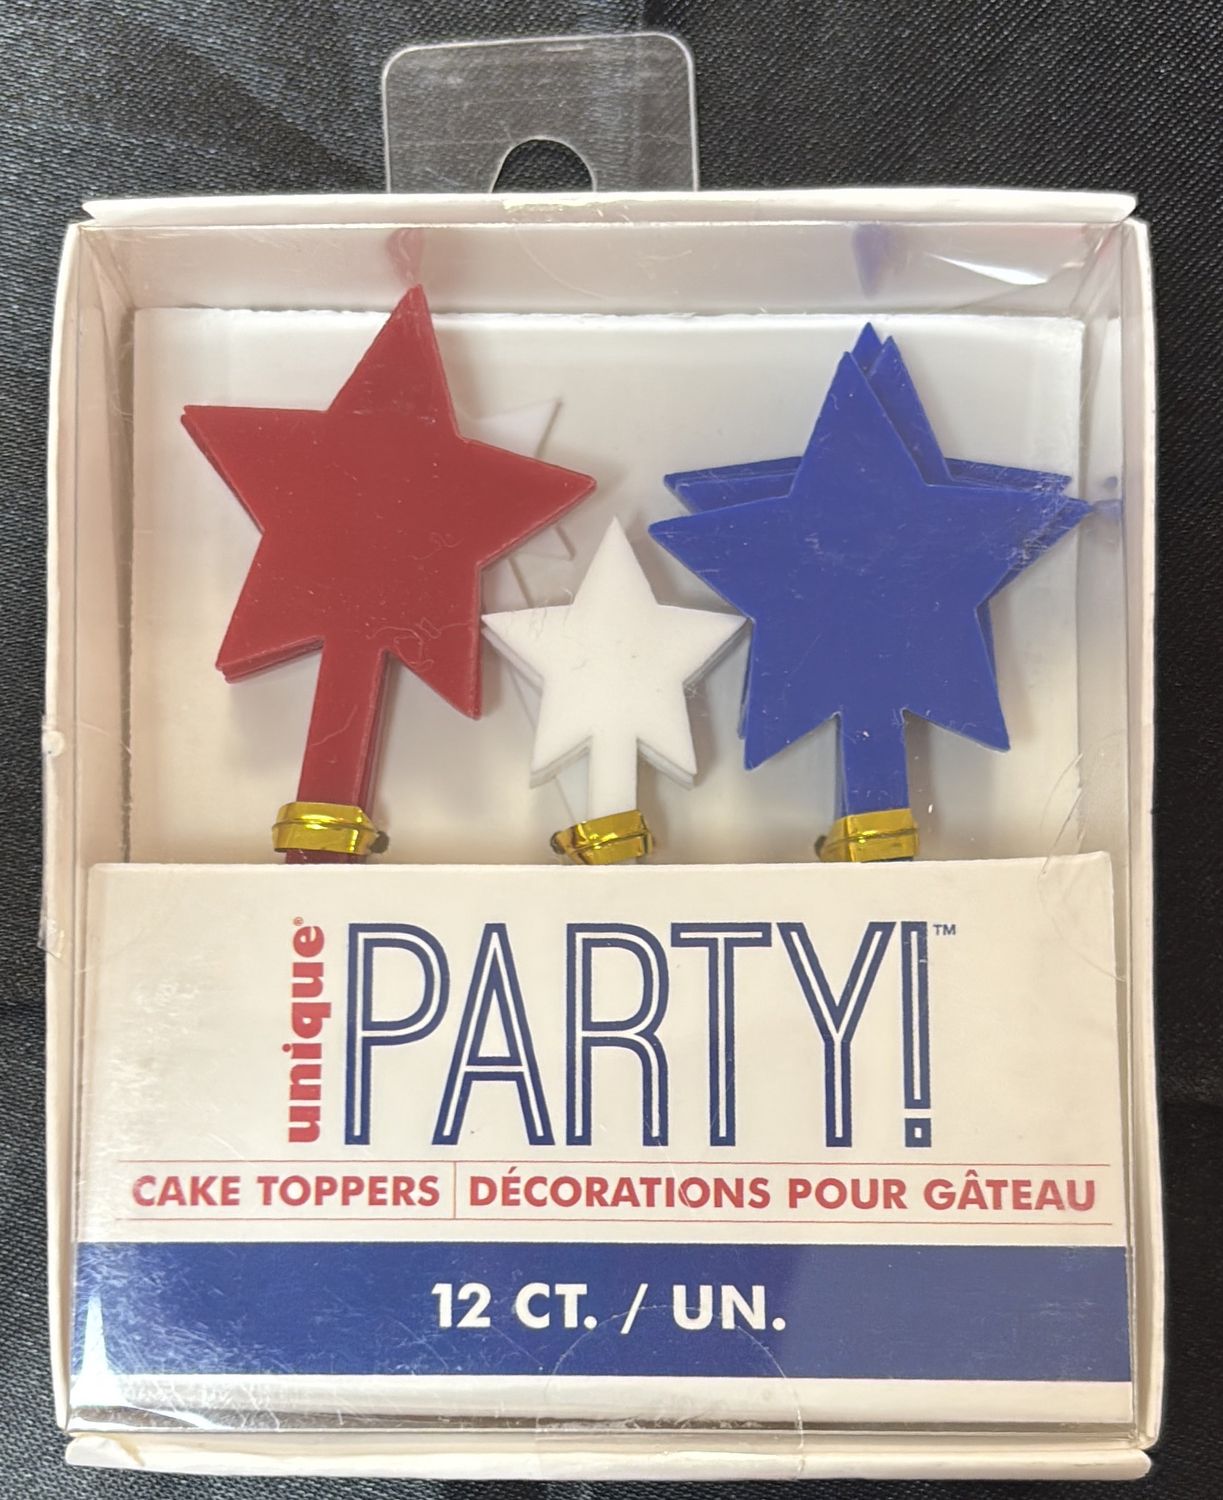 unique®
PARTY!™
CAKE TOPPERS | DÉCORATIONS POUR GÂTEAU
12 CT. / UN.